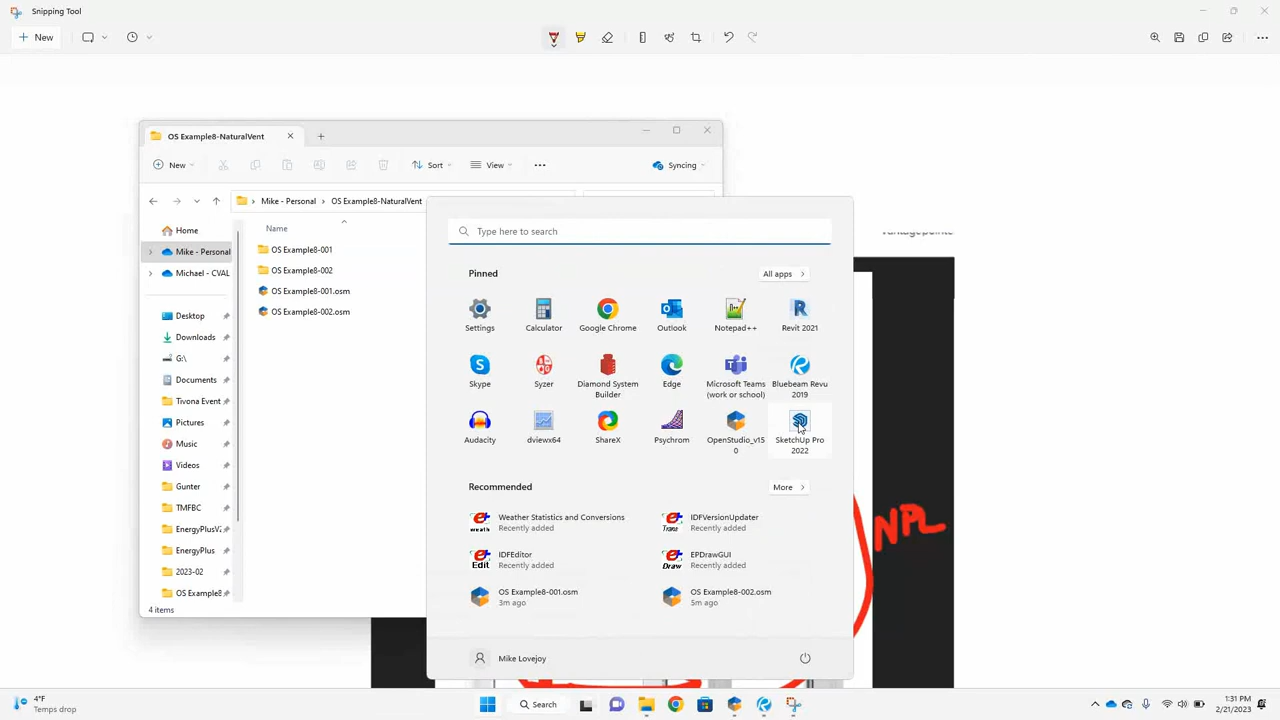 Snipping Tool
New
OS Example8-NaturalVent
New
Sort
View
Syncing
Mike - Personal
OS Example8-NaturalVent
Type here to search
Home
Mike - Personal
Michael - CVAL
Desktop
Downloads
G:\
Documents
Tivona Event
Pictures
Music
Videos
Gunter
TMFBC
EnergyPlusV2
EnergyPlus
2023-02
OS Example8
4 items
Name
OS Example8-001
OS Example8-002
OS Example8-001.osm
OS Example8-002.osm
Pinned
All apps
Settings
Calculator
Google Chrome
Outlook
Notepad++
Revit 2021
Skype
Syzer
Diamond System
Builder
Edge
Microsoft Teams
(work or school)
Bluebeam Revu
2019
Audacity
dviewx64
ShareX
Psychrom
OpenStudio_v15
0
SketchUp Pro
2022
Recommended
More
Weather Statistics and Conversions
Recently added
IDFVersionUpdater
Recently added
IDFEditor
Recently added
EPDrawGUI
Recently added
OS Example8-001.osm
3m ago
OS Example8-002.osm
5m ago
Mike Lovejoy
NPL
4°F
Temps drop
Search
1:31 PM
2/21/2023